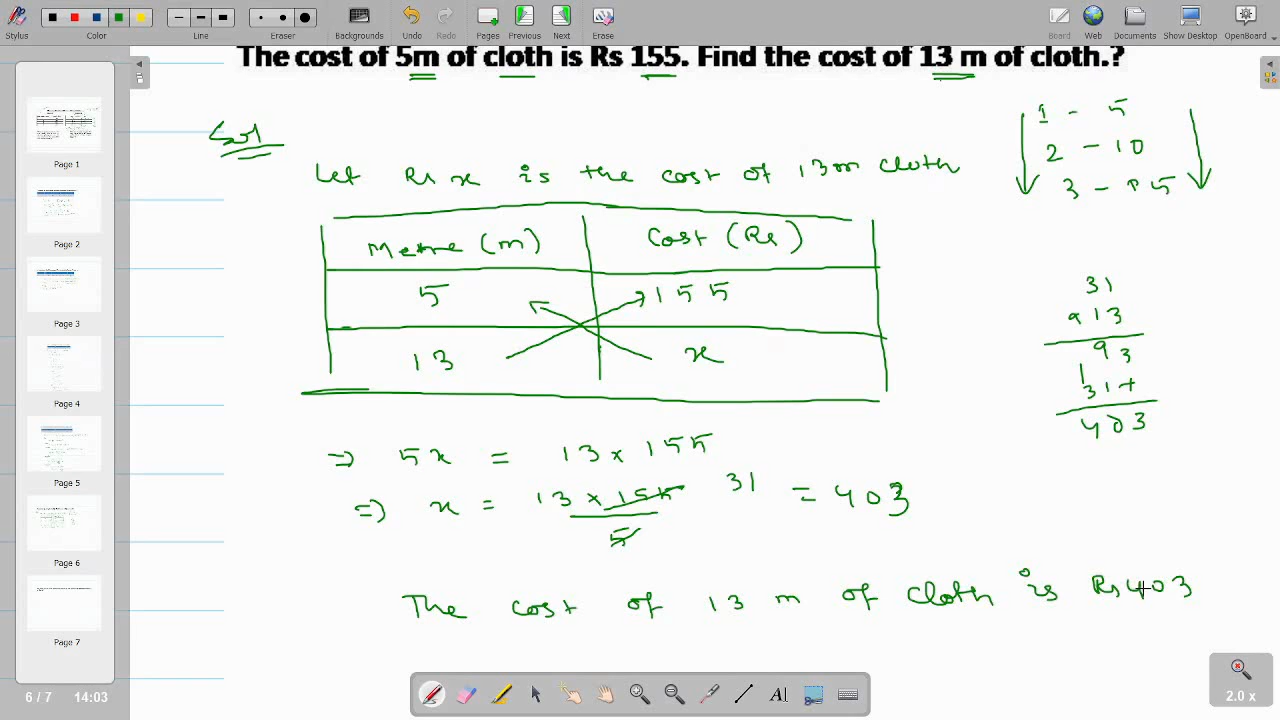 Stylus
Color
Line
Eraser
Backgrounds
Undo
Redo
Pages
Previous
Next
Erase
Board
Web
Documents
Show Desktop
OpenBoard
The cost of 5m of cloth is Rs 155. Find the cost of 13 m of cloth.?
Sol
Let Rs x is the cost of 13m cloth
1 - 5
2 - 10
3 - 15
Metre (m) Cost (Rs)
5 155
13 x
31
× 13
93
1
31+
403
⇒ 5x = 13 × 155
⇒ x = 13 × 155 31 = 403
5
The cost of 13 m of cloth is Rs 403
Page 1
Page 2
Page 3
Page 4
Page 5
Page 6
Page 7
6 / 7 14:03
2.0 x